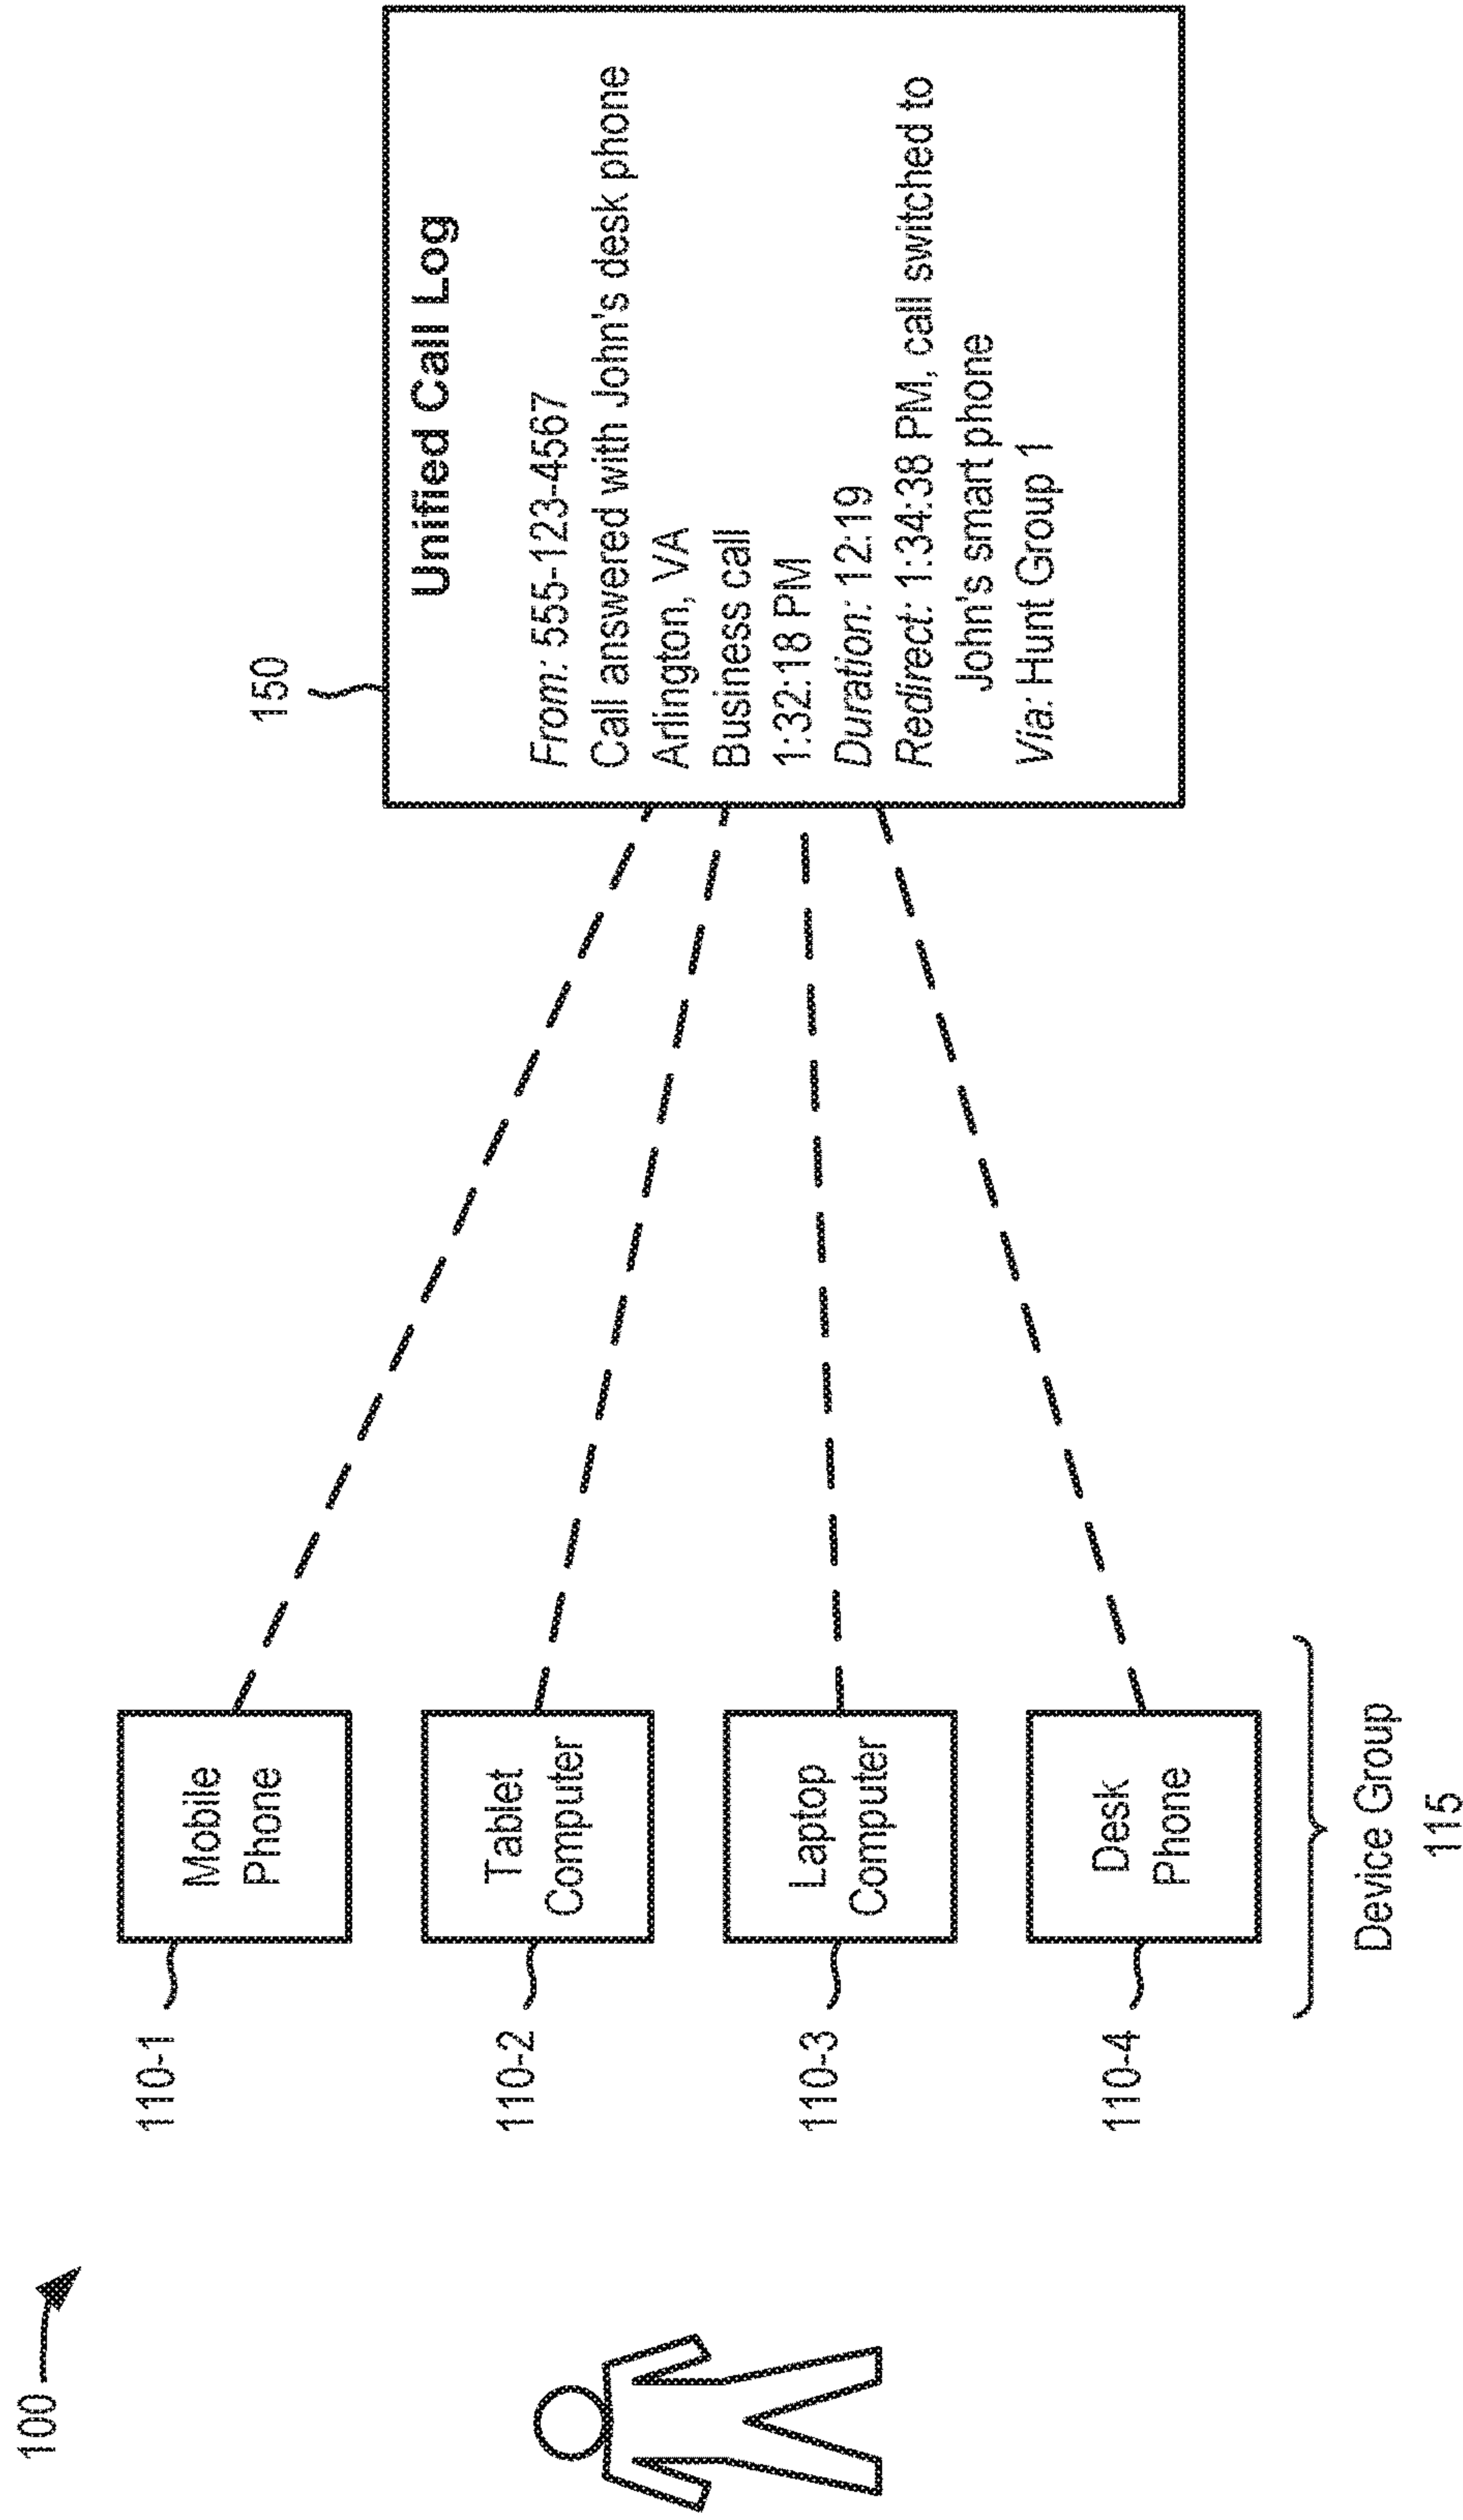 100
110-1
Mobile
Phone
110-2
Tablet
Computer
110-3
Laptop
Computer
110-4
Desk
Phone
Device Group
115
150
Unified Call Log
From: 555-123-4567
Call answered with John's desk phone
Arlington, VA
Business call
1:32:18 PM
Duration: 12:19
Redirect: 1:34:38 PM, call switched to
John's smart phone
Via: Hunt Group 1